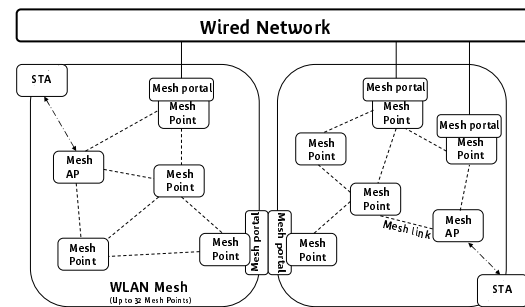 Wired Network
STA
Mesh portal
Mesh
Point
Mesh portal
Mesh
Point
Mesh portal
Mesh
Point
Mesh
Point
Mesh
AP
Mesh
Point
Mesh
Point
Mesh link
Mesh
AP
Mesh
Point
Mesh
Point
Mesh portal
Mesh portal
Mesh
Point
WLAN Mesh
(Up to 32 Mesh Points)
STA